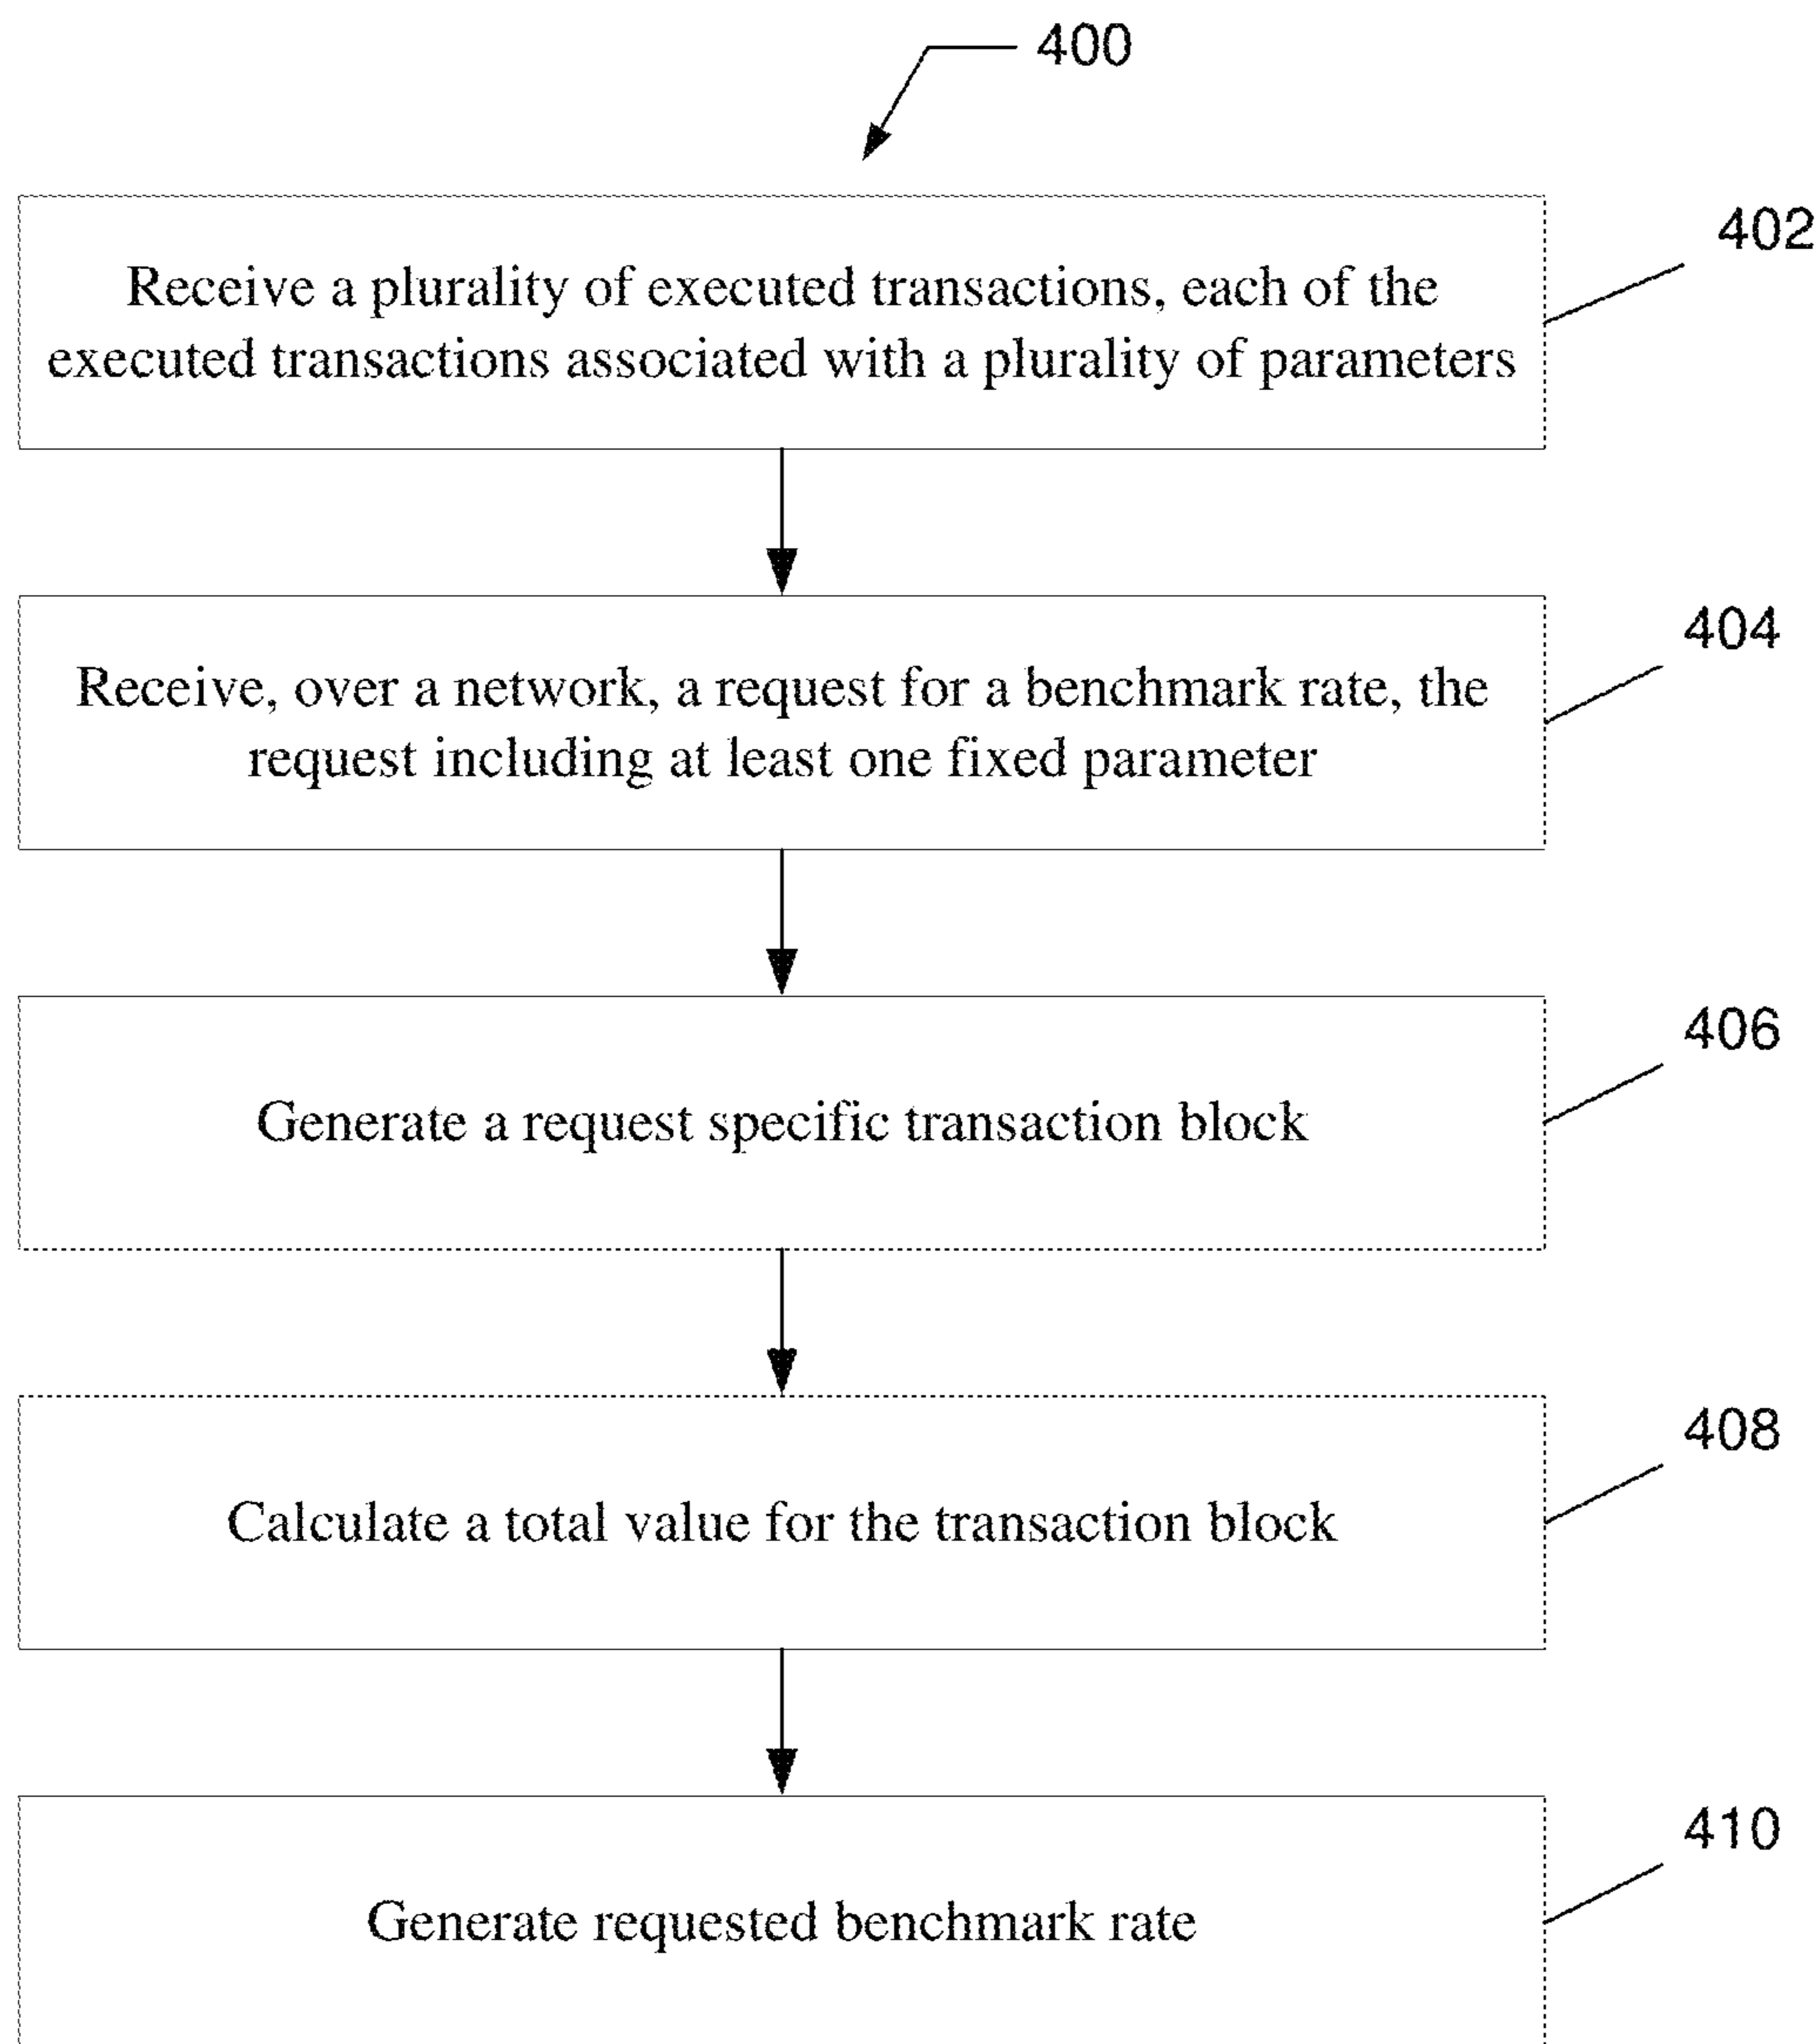 400
402
Receive a plurality of executed transactions, each of the
executed transactions associated with a plurality of parameters
404
Receive, over a network, a request for a benchmark rate, the
request including at least one fixed parameter
406
Generate a request specific transaction block
408
Calculate a total value for the transaction block
410
Generate requested benchmark rate